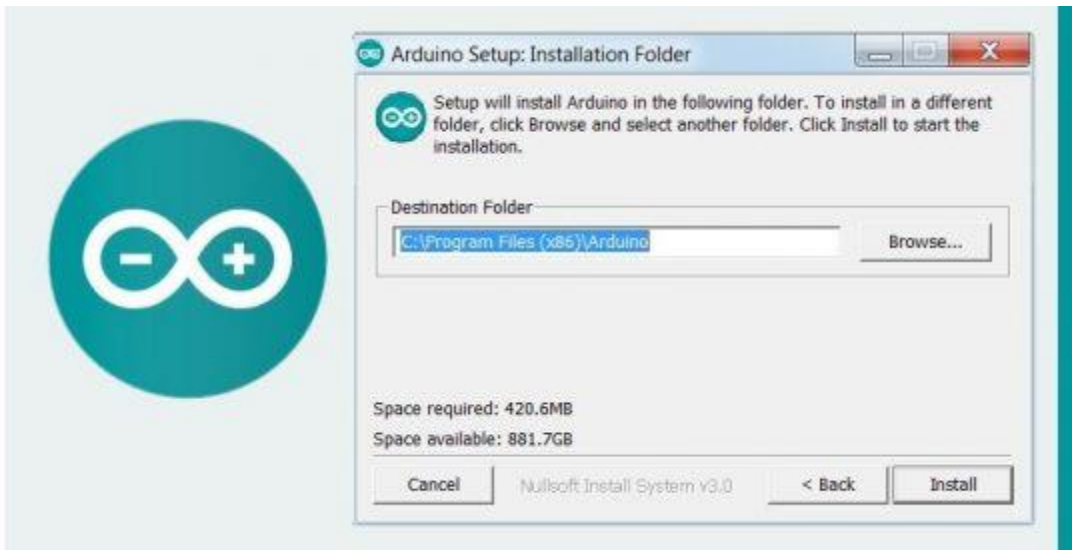 Arduino Setup: Installation Folder
Setup will install Arduino in the following folder. To install in a different
folder, click Browse and select another folder. Click Install to start the
installation.
Destination Folder
C:\Program Files (x86)\Arduino
Browse...
Space required: 420.6MB
Space available: 881.7GB
Cancel
Nullsoft Install System v3.0
< Back
Install